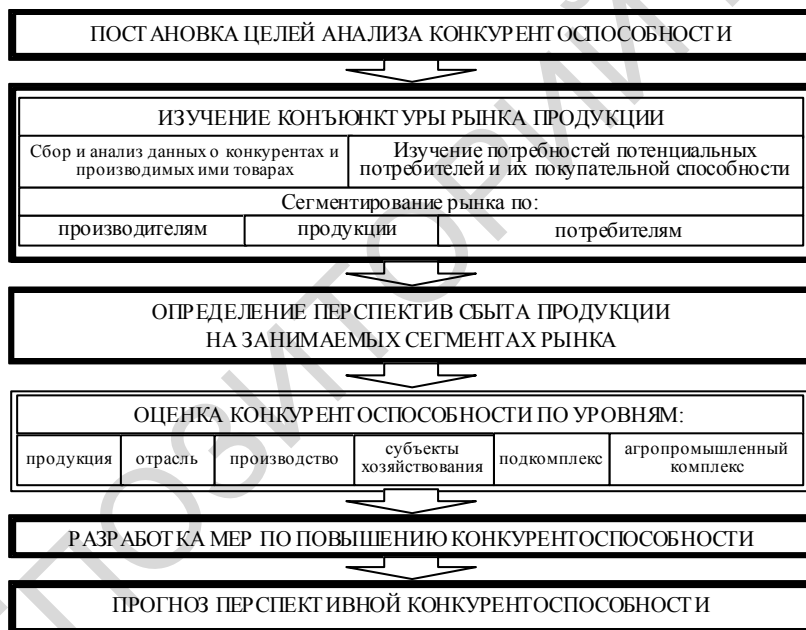 ПОСТАНОВКА ЦЕЛЕЙ АНАЛИЗА КОНКУРЕНТОСПОСОБНОСТИ
ИЗУЧЕНИЕ КОНЪЮНКТУРЫ РЫНКА ПРОДУКЦИИ
Сбор и анализ данных о конкурентах и
производимых ими товарах
Изучение потребностей потенциальных
потребителей и их покупательной способности
Сегментирование рынка по:
производителям
продукции
потребителям
ОПРЕДЕЛЕНИЕ ПЕРСПЕКТИВ СБЫТА ПРОДУКЦИИ
НА ЗАНИМАЕМЫХ СЕГМЕНТАХ РЫНКА
ОЦЕНКА КОНКУРЕНТОСПОСОБНОСТИ ПО УРОВНЯМ:
продукция
отрасль
производство
субъекты
хозяйствования
подкомплекс
агропромышленный
комплекс
РАЗРАБОТКА МЕР ПО ПОВЫШЕНИЮ КОНКУРЕНТОСПОСОБНОСТИ
ПРОГНОЗ ПЕРСПЕКТИВНОЙ КОНКУРЕНТОСПОСОБНОСТИ
ПОЗИТОРИЙ